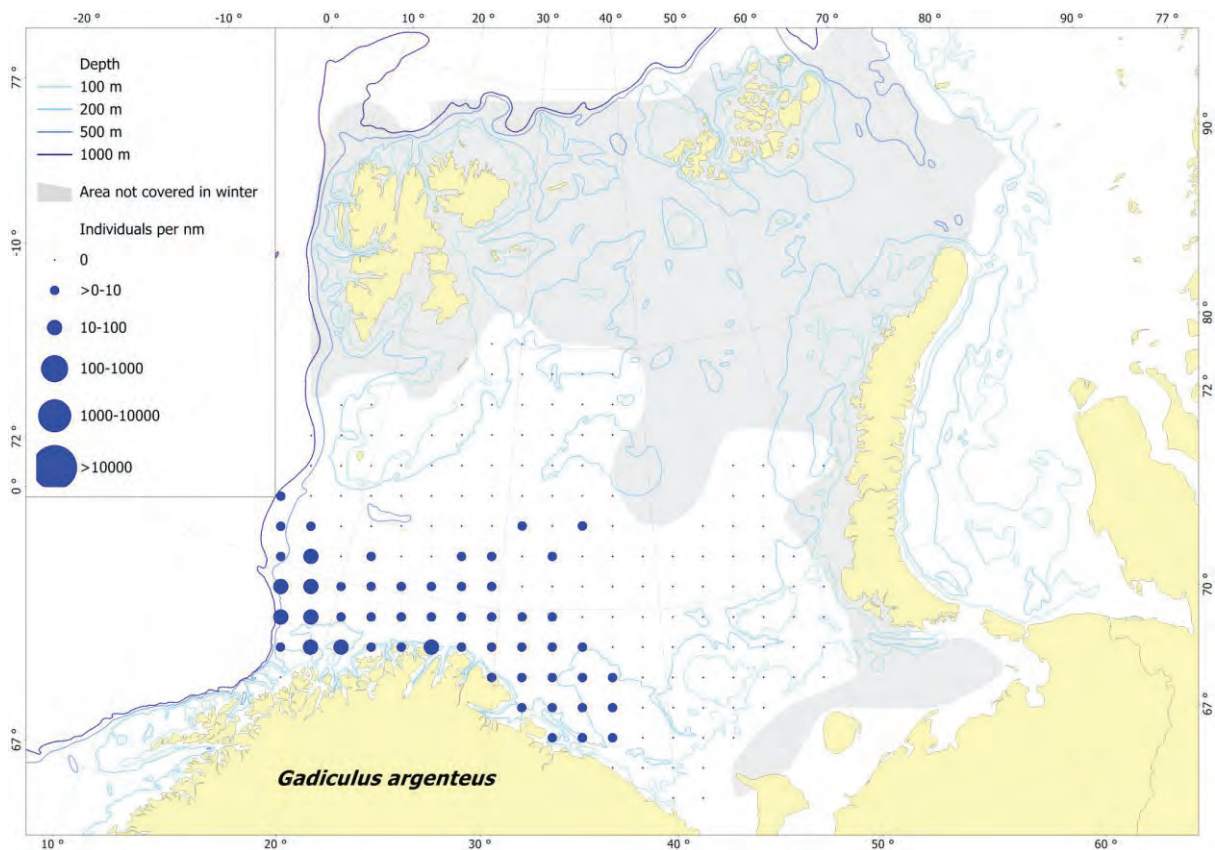 -20 ° -10 ° 0 ° 10 ° 20 ° 30 ° 40 ° 50 ° 60 ° 70 ° 80 ° 90 ° 77 °
77 °
-10 °
72 °
0 °
67 °
Depth
100 m
200 m
500 m
1000 m
Area not covered in winter
Individuals per nm
0
>0-10
10-100
100-1000
1000-10000
>10000
90 °
80 °
72 °
70 °
67 °
Gadiculus argenteus
10 ° 20 ° 30 ° 40 ° 50 ° 60 °